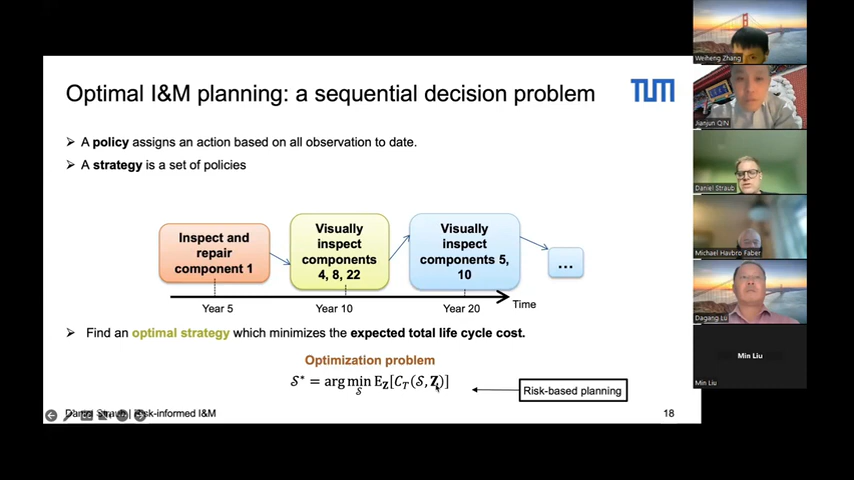 Optimal I&M planning: a sequential decision problem
TUM
A policy assigns an action based on all observation to date.
A strategy is a set of policies
Inspect and
repair
component 1
Visually
inspect
components
4, 8, 22
Visually
inspect
components 5,
10
...
Year 5
Year 10
Year 20
Time
Find an optimal strategy which minimizes the expected total life cycle cost.
Optimization problem
𝒮* = arg min E_Z[C_T(𝒮, Z)]
𝒮
Risk-based planning
Straub | Risk-informed I&M
18
Weiheng Zhang
Jianjun QIN
Daniel Straub
Michael Havbro Faber
Dagang Lu
Min Liu
Min Liu